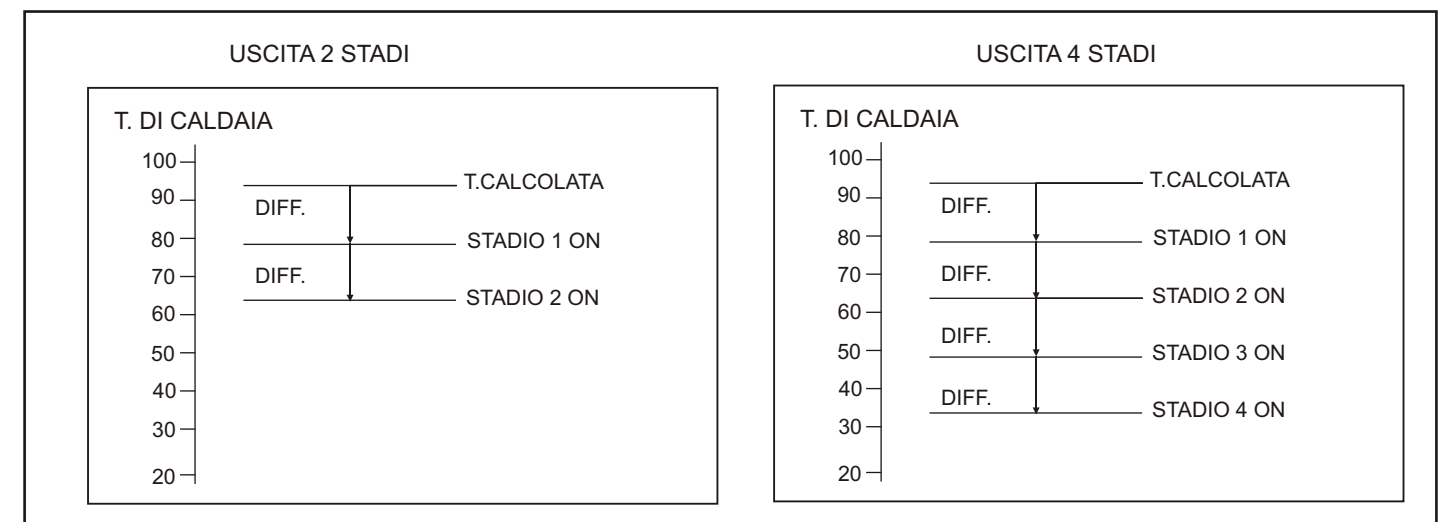 USCITA 2 STADI
T. DI CALDAIA
100
90
80
70
60
50
40
30
20
DIFF.
DIFF.
T.CALCOLATA
STADIO 1 ON
STADIO 2 ON
USCITA 4 STADI
T. DI CALDAIA
100
90
80
70
60
50
40
30
20
DIFF.
DIFF.
DIFF.
DIFF.
T.CALCOLATA
STADIO 1 ON
STADIO 2 ON
STADIO 3 ON
STADIO 4 ON